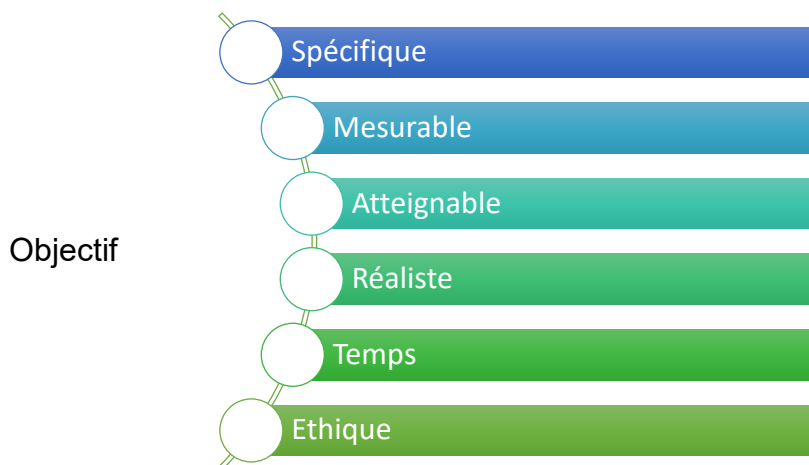 Objectif
Spécifique
Mesurable
Atteignable
Réaliste
Temps
Ethique